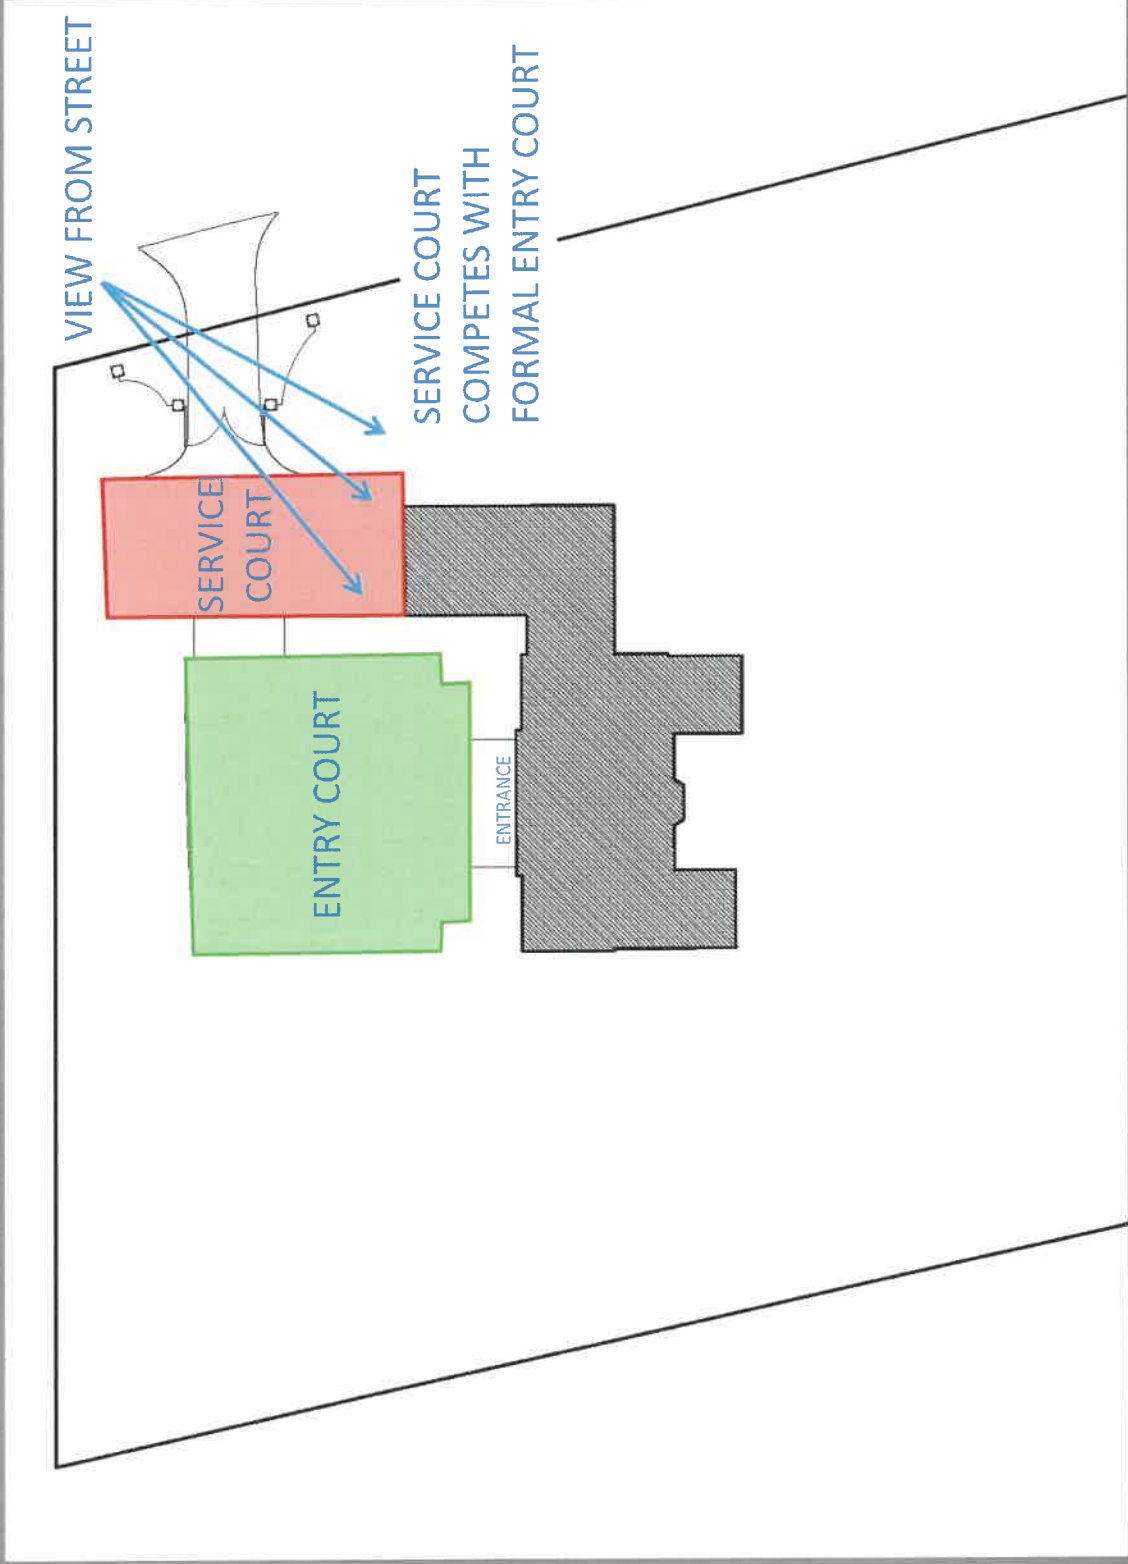 VIEW FROM STREET
SERVICE COURT
COMPETES WITH
FORMAL ENTRY COURT
SERVICE
COURT
ENTRY COURT
ENTRANCE